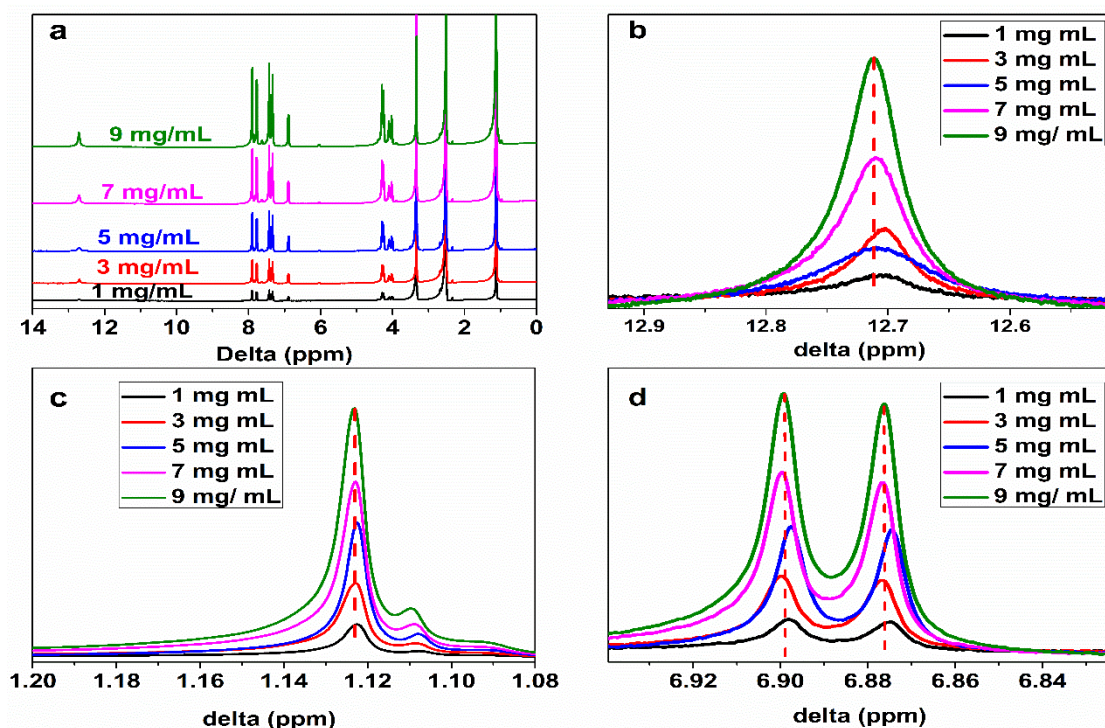 a
9 mg/mL
7 mg/mL
5 mg/mL
3 mg/mL
1 mg/mL
14 12 10 8 6 4 2 0
Delta (ppm)
b
1 mg mL
3 mg mL
5 mg mL
7 mg mL
9 mg/ mL
12.9 12.8 12.7 12.6
delta (ppm)
c
1 mg mL
3 mg mL
5 mg mL
7 mg mL
9 mg/ mL
1.20 1.18 1.16 1.14 1.12 1.10 1.08
delta (ppm)
d
1 mg mL
3 mg mL
5 mg mL
7 mg mL
9 mg/ mL
6.92 6.90 6.88 6.86 6.84
delta (ppm)